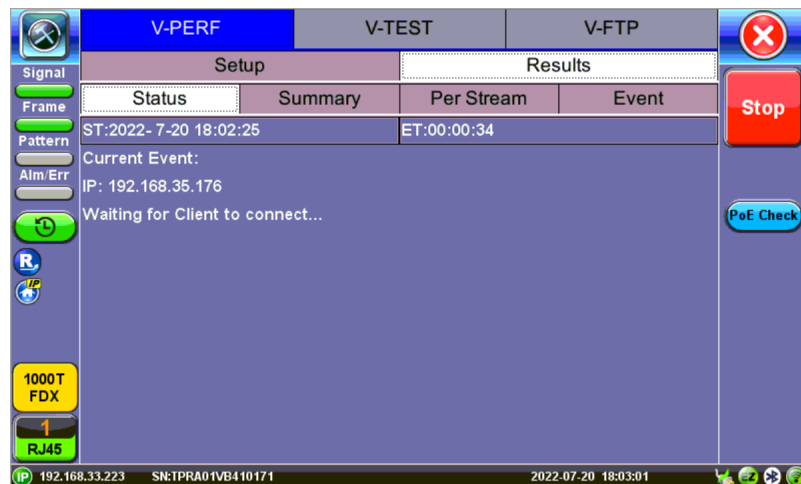 V-PERF V-TEST V-FTP
Signal Setup Results
Frame Status Summary Per Stream Event Stop
Pattern ST:2022- 7-20 18:02:25 ET:00:00:34
Current Event:
Alm/Err IP: 192.168.35.176
Waiting for Client to connect... PoE Check
R
IP
1000T
FDX
1
RJ45
IP 192.168.33.223 SN:TPRA01VB410171 2022-07-20 18:03:01 eZ